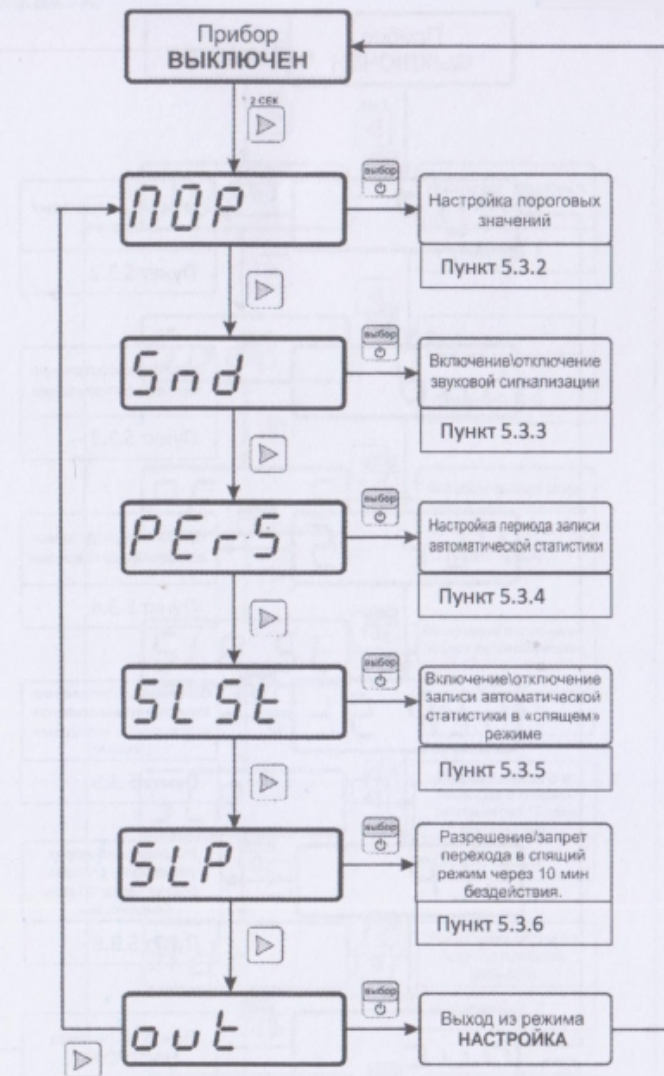 Прибор
ВЫКЛЮЧЕН
2 СЕК
ПОР
выбор
Настройка пороговых
значений
Пункт 5.3.2
Snd
выбор
Включение\отключение
звуковой сигнализации
Пункт 5.3.3
PErS
выбор
Настройка периода записи
автоматической статистики
Пункт 5.3.4
SLSt
выбор
Включение\отключение
записи автоматической
статистики в «спящем»
режиме
Пункт 5.3.5
SLP
выбор
Разрешение/запрет
перехода в спящий
режим через 10 мин
бездействия.
Пункт 5.3.6
out
выбор
Выход из режима
НАСТРОЙКА